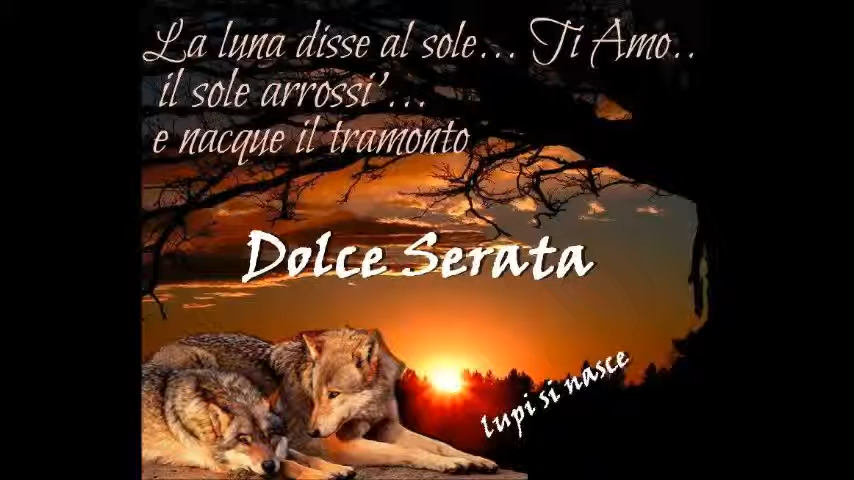 La luna disse al sole... Ti Amo..
il sole arrossi'...
e nacque il tramonto
Dolce Serata
lupi si nasce